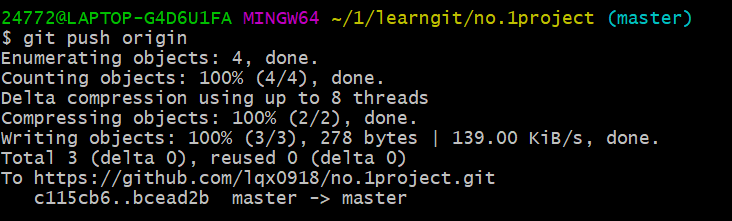 24772@LAPTOP-G4D6U1FA MINGW64 ~/1/learngit/no.1project (master)
$ git push origin
Enumerating objects: 4, done.
Counting objects: 100% (4/4), done.
Delta compression using up to 8 threads
Compressing objects: 100% (2/2), done.
Writing objects: 100% (3/3), 278 bytes | 139.00 KiB/s, done.
Total 3 (delta 0), reused 0 (delta 0)
To https://github.com/lqx0918/no.1project.git
   c115cb6..bcead2b  master -> master